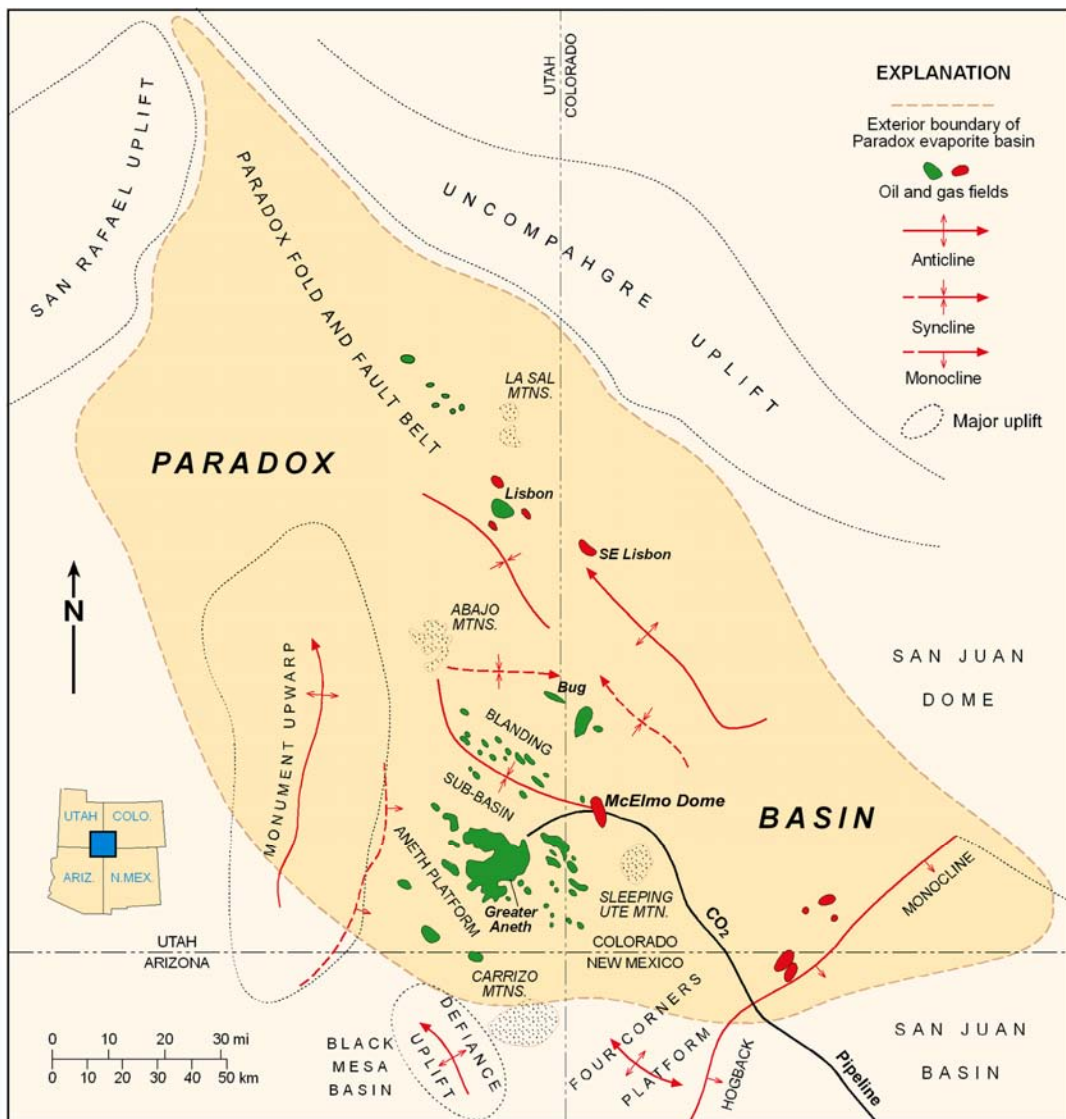 UTAH
COLORADO
EXPLANATION
Exterior boundary of
Paradox evaporite basin
Oil and gas fields
Anticline
Syncline
Monocline
Major uplift
SAN RAFAEL UPLIFT
PARADOX FOLD AND FAULT BELT
UNCOMPAHGRE UPLIFT
LA SAL
MTNS.
PARADOX
Lisbon
SE Lisbon
N
ABAJO
MTNS.
SAN JUAN
DOME
Bug
MONUMENT UPWARP
BLANDING
SUB-BASIN
McElmo Dome
BASIN
UTAH
COLO.
ARIZ.
N.MEX.
ANETH PLATFORM
Greater
Aneth
SLEEPING
UTE MTN.
MONOCLINE
CO2
UTAH
ARIZONA
COLORADO
NEW MEXICO
CARRIZO
MTNS.
DEFIANCE
UPLIFT
BLACK
MESA
BASIN
FOUR CORNERS
PLATFORM
HOGBACK
Pipeline
SAN JUAN
BASIN
10 0 10 20 30 mi
10 0 10 20 30 40 50 km